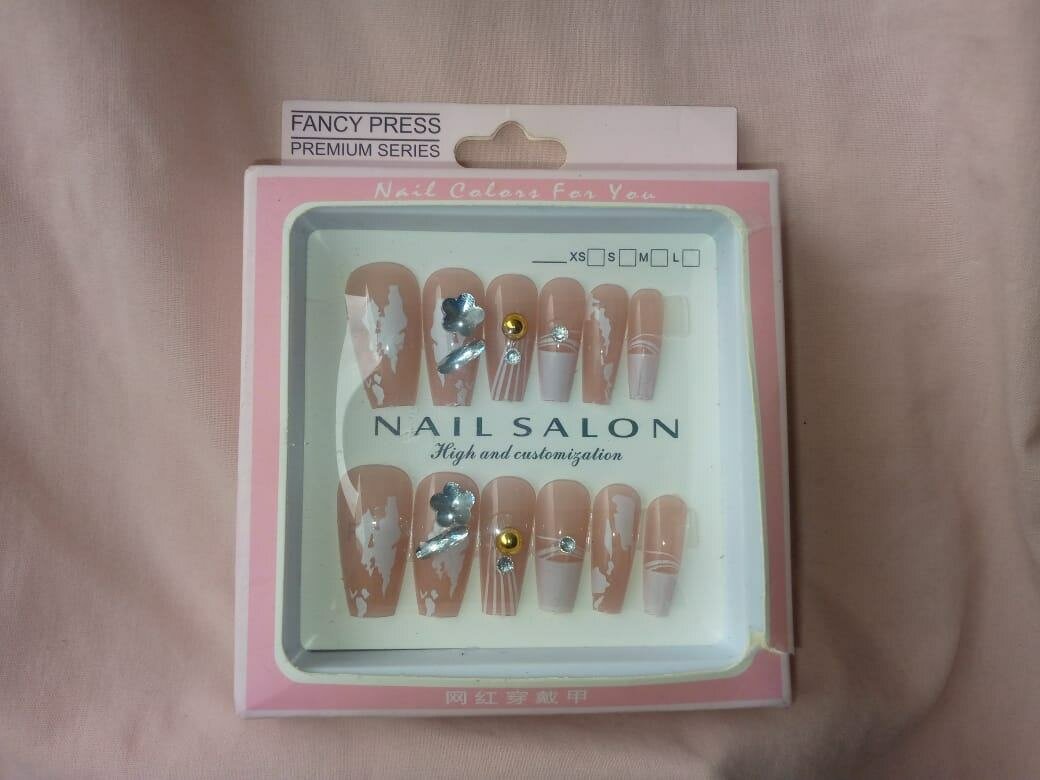 FANCY PRESS
PREMIUM SERIES
Nail Colors For You
XS S M L
NAIL SALON
High and customization
网红穿戴甲